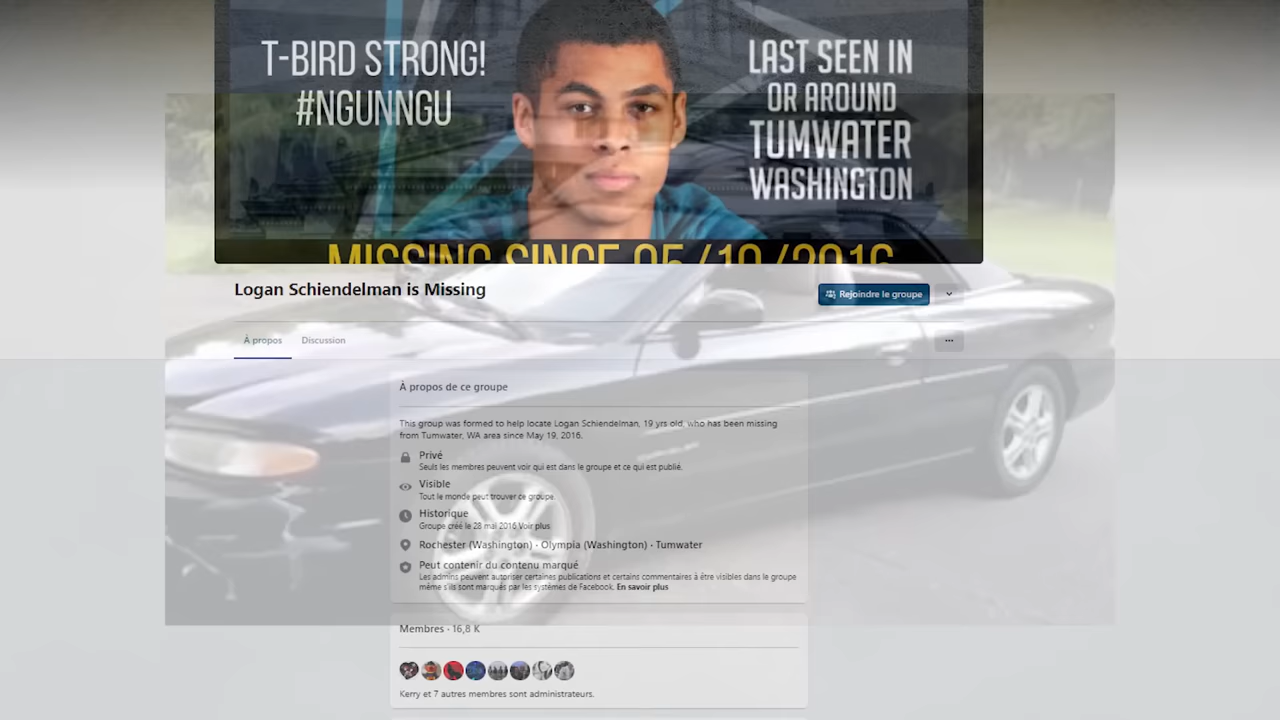 T-BIRD STRONG!
#NGUNNGU
LAST SEEN IN
OR AROUND
TUMWATER
WASHINGTON
MISSING SINCE 05/19/2016
Logan Schiendelman is Missing
Rejoindre le groupe
À propos
Discussion
À propos de ce groupe
This group was formed to help locate Logan Schiendelman, 19 yrs old, who has been missing
from Tumwater, WA area since May 19, 2016.
Privé
Seuls les membres peuvent voir qui est dans le groupe et ce qui est publié.
Visible
Tout le monde peut trouver ce groupe.
Historique
Groupe créé le 28 mai 2016 Voir plus
Rochester (Washington) · Olympia (Washington) · Tumwater
Peut contenir du contenu marqué
Les admins peuvent autoriser certaines publications et certains commentaires à être visibles dans le groupe
même s'ils sont marqués par les systèmes de Facebook. En savoir plus
Membres · 16,8 K
Kerry et 7 autres membres sont administrateurs.